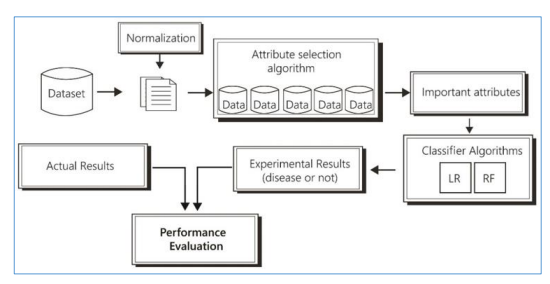 Normalization
Attribute selection
algorithm
Dataset
Data Data Data Data Data
Important attributes
Classifier Algorithms
LR RF
Actual Results
Experimental Results
(disease or not)
Performance
Evaluation